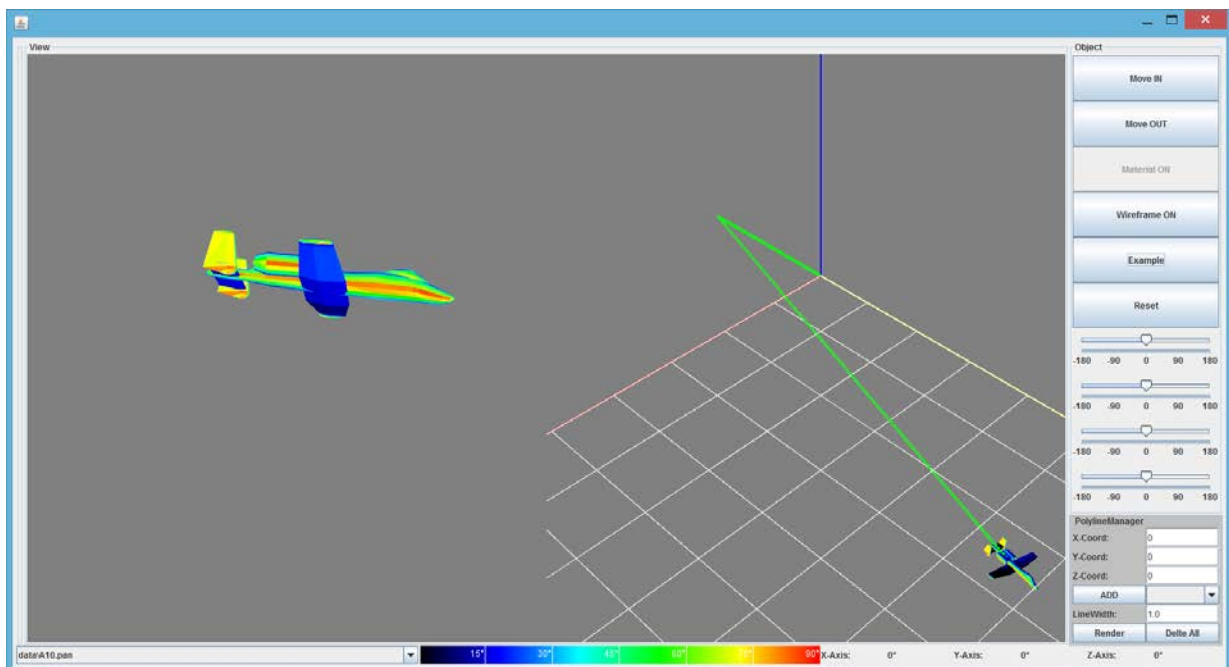 View
Object
Move IN
Move OUT
Material ON
Wireframe ON
Example
Reset
-180 -90 0 90 180
-180 -90 0 90 180
-180 -90 0 90 180
-180 -90 0 90 180
PolylineManager
X-Coord: 0
Y-Coord: 0
Z-Coord: 0
ADD
LineWidth: 1.0
Render Delte All
data\A10.pan 15° 30° 45° 60° 75° 90° X-Axis: 0° Y-Axis: 0° Z-Axis: 0°